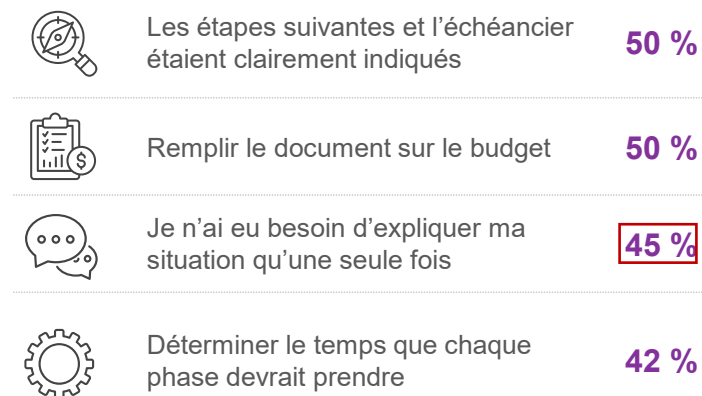 Les étapes suivantes et l’échéancier
étaient clairement indiqués
50 %
Remplir le document sur le budget
50 %
Je n’ai eu besoin d’expliquer ma
situation qu’une seule fois
45 %
Déterminer le temps que chaque
phase devrait prendre
42 %